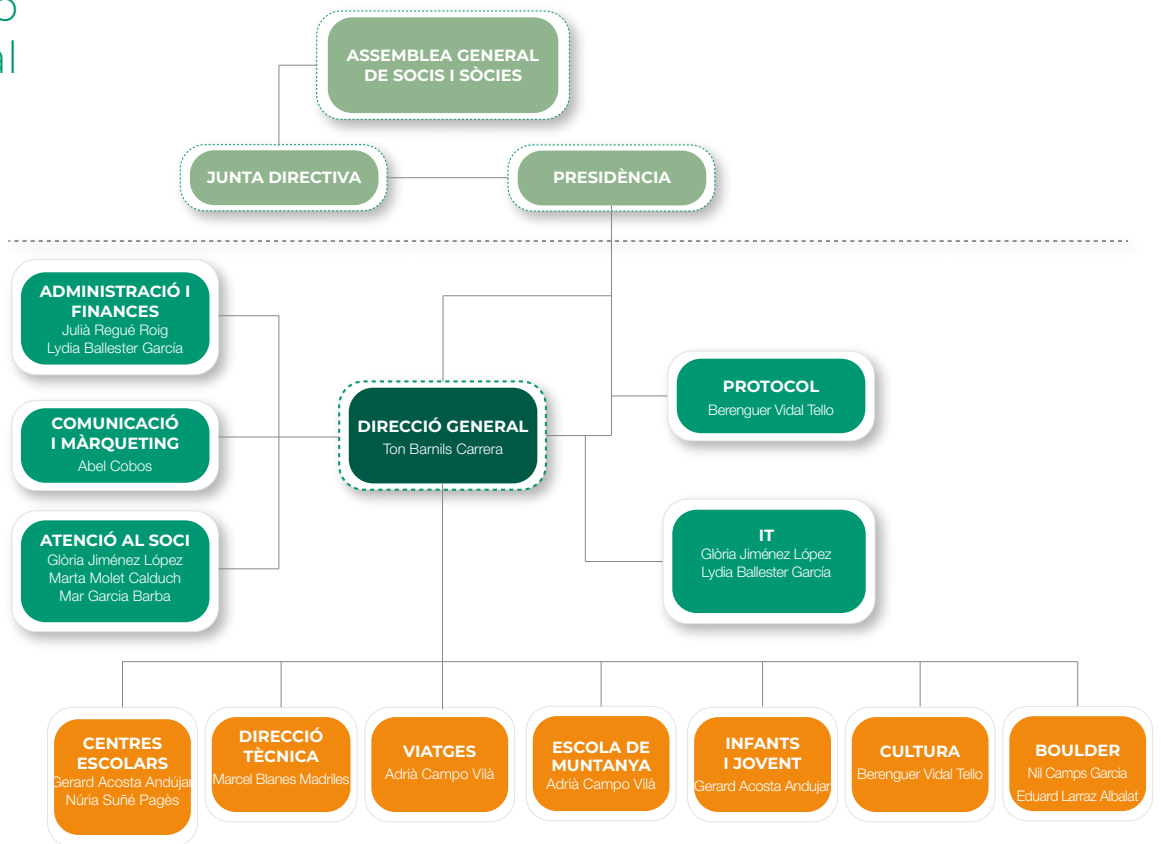 ASSEMBLEA GENERAL
DE SOCIS I SÒCIES
JUNTA DIRECTIVA
PRESIDÈNCIA
ADMINISTRACIÓ I
FINANCES
Julià Regué Roig
Lydia Ballester García
COMUNICACIÓ
I MÀRQUETING
Abel Cobos
ATENCIÓ AL SOCI
Glòria Jiménez López
Marta Molet Calduch
Mar Garcia Barba
DIRECCIÓ GENERAL
Ton Barnils Carrera
PROTOCOL
Berenguer Vidal Tello
IT
Glòria Jiménez López
Lydia Ballester García
CENTRES
ESCOLARS
Gerard Acosta Andújar
Núria Suñé Pagès
DIRECCIÓ
TÈCNICA
Marcel Blanes Madriles
VIATGES
Adrià Campo Vilà
ESCOLA DE
MUNTANYA
Adrià Campo Vilà
INFANTS
I JOVENT
Gerard Acosta Andujar
CULTURA
Berenguer Vidal Tello
BOULDER
Nil Camps Garcia
Eduard Larraz Albalat